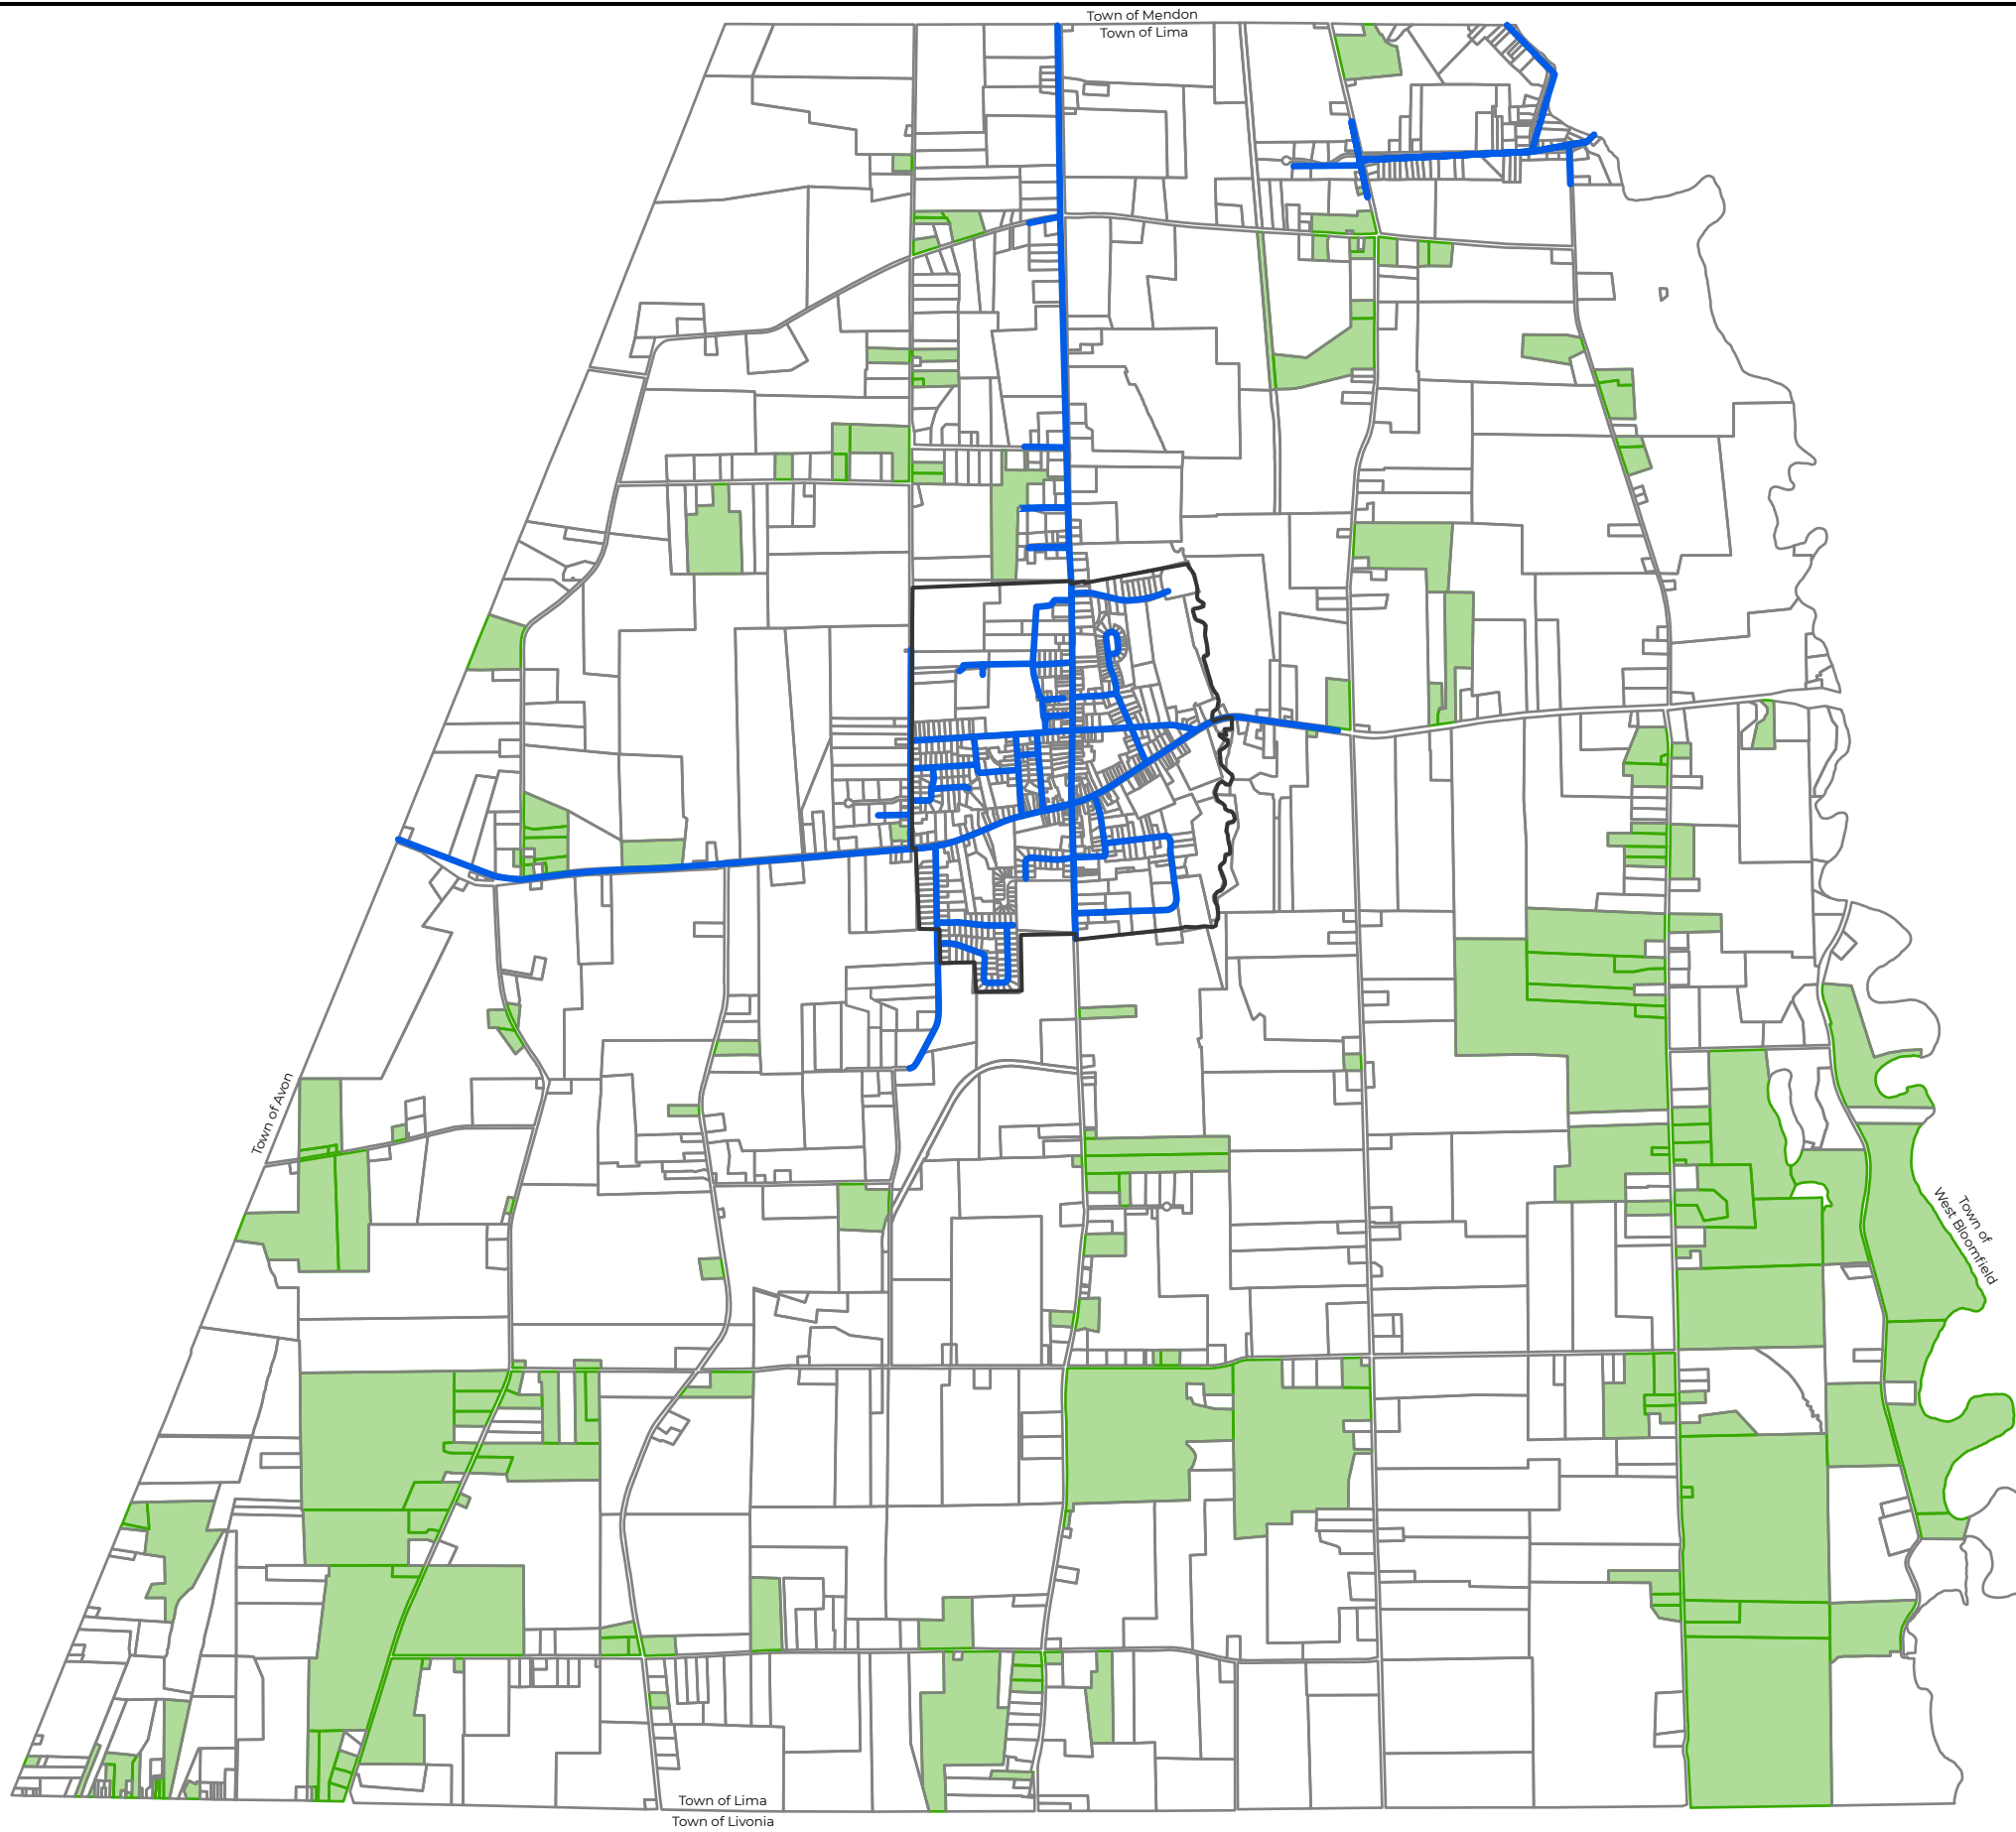 Town of Mendon
Town of Lima
Town of Avon
Town of
West Bloomfield
Town of Lima
Town of Livonia